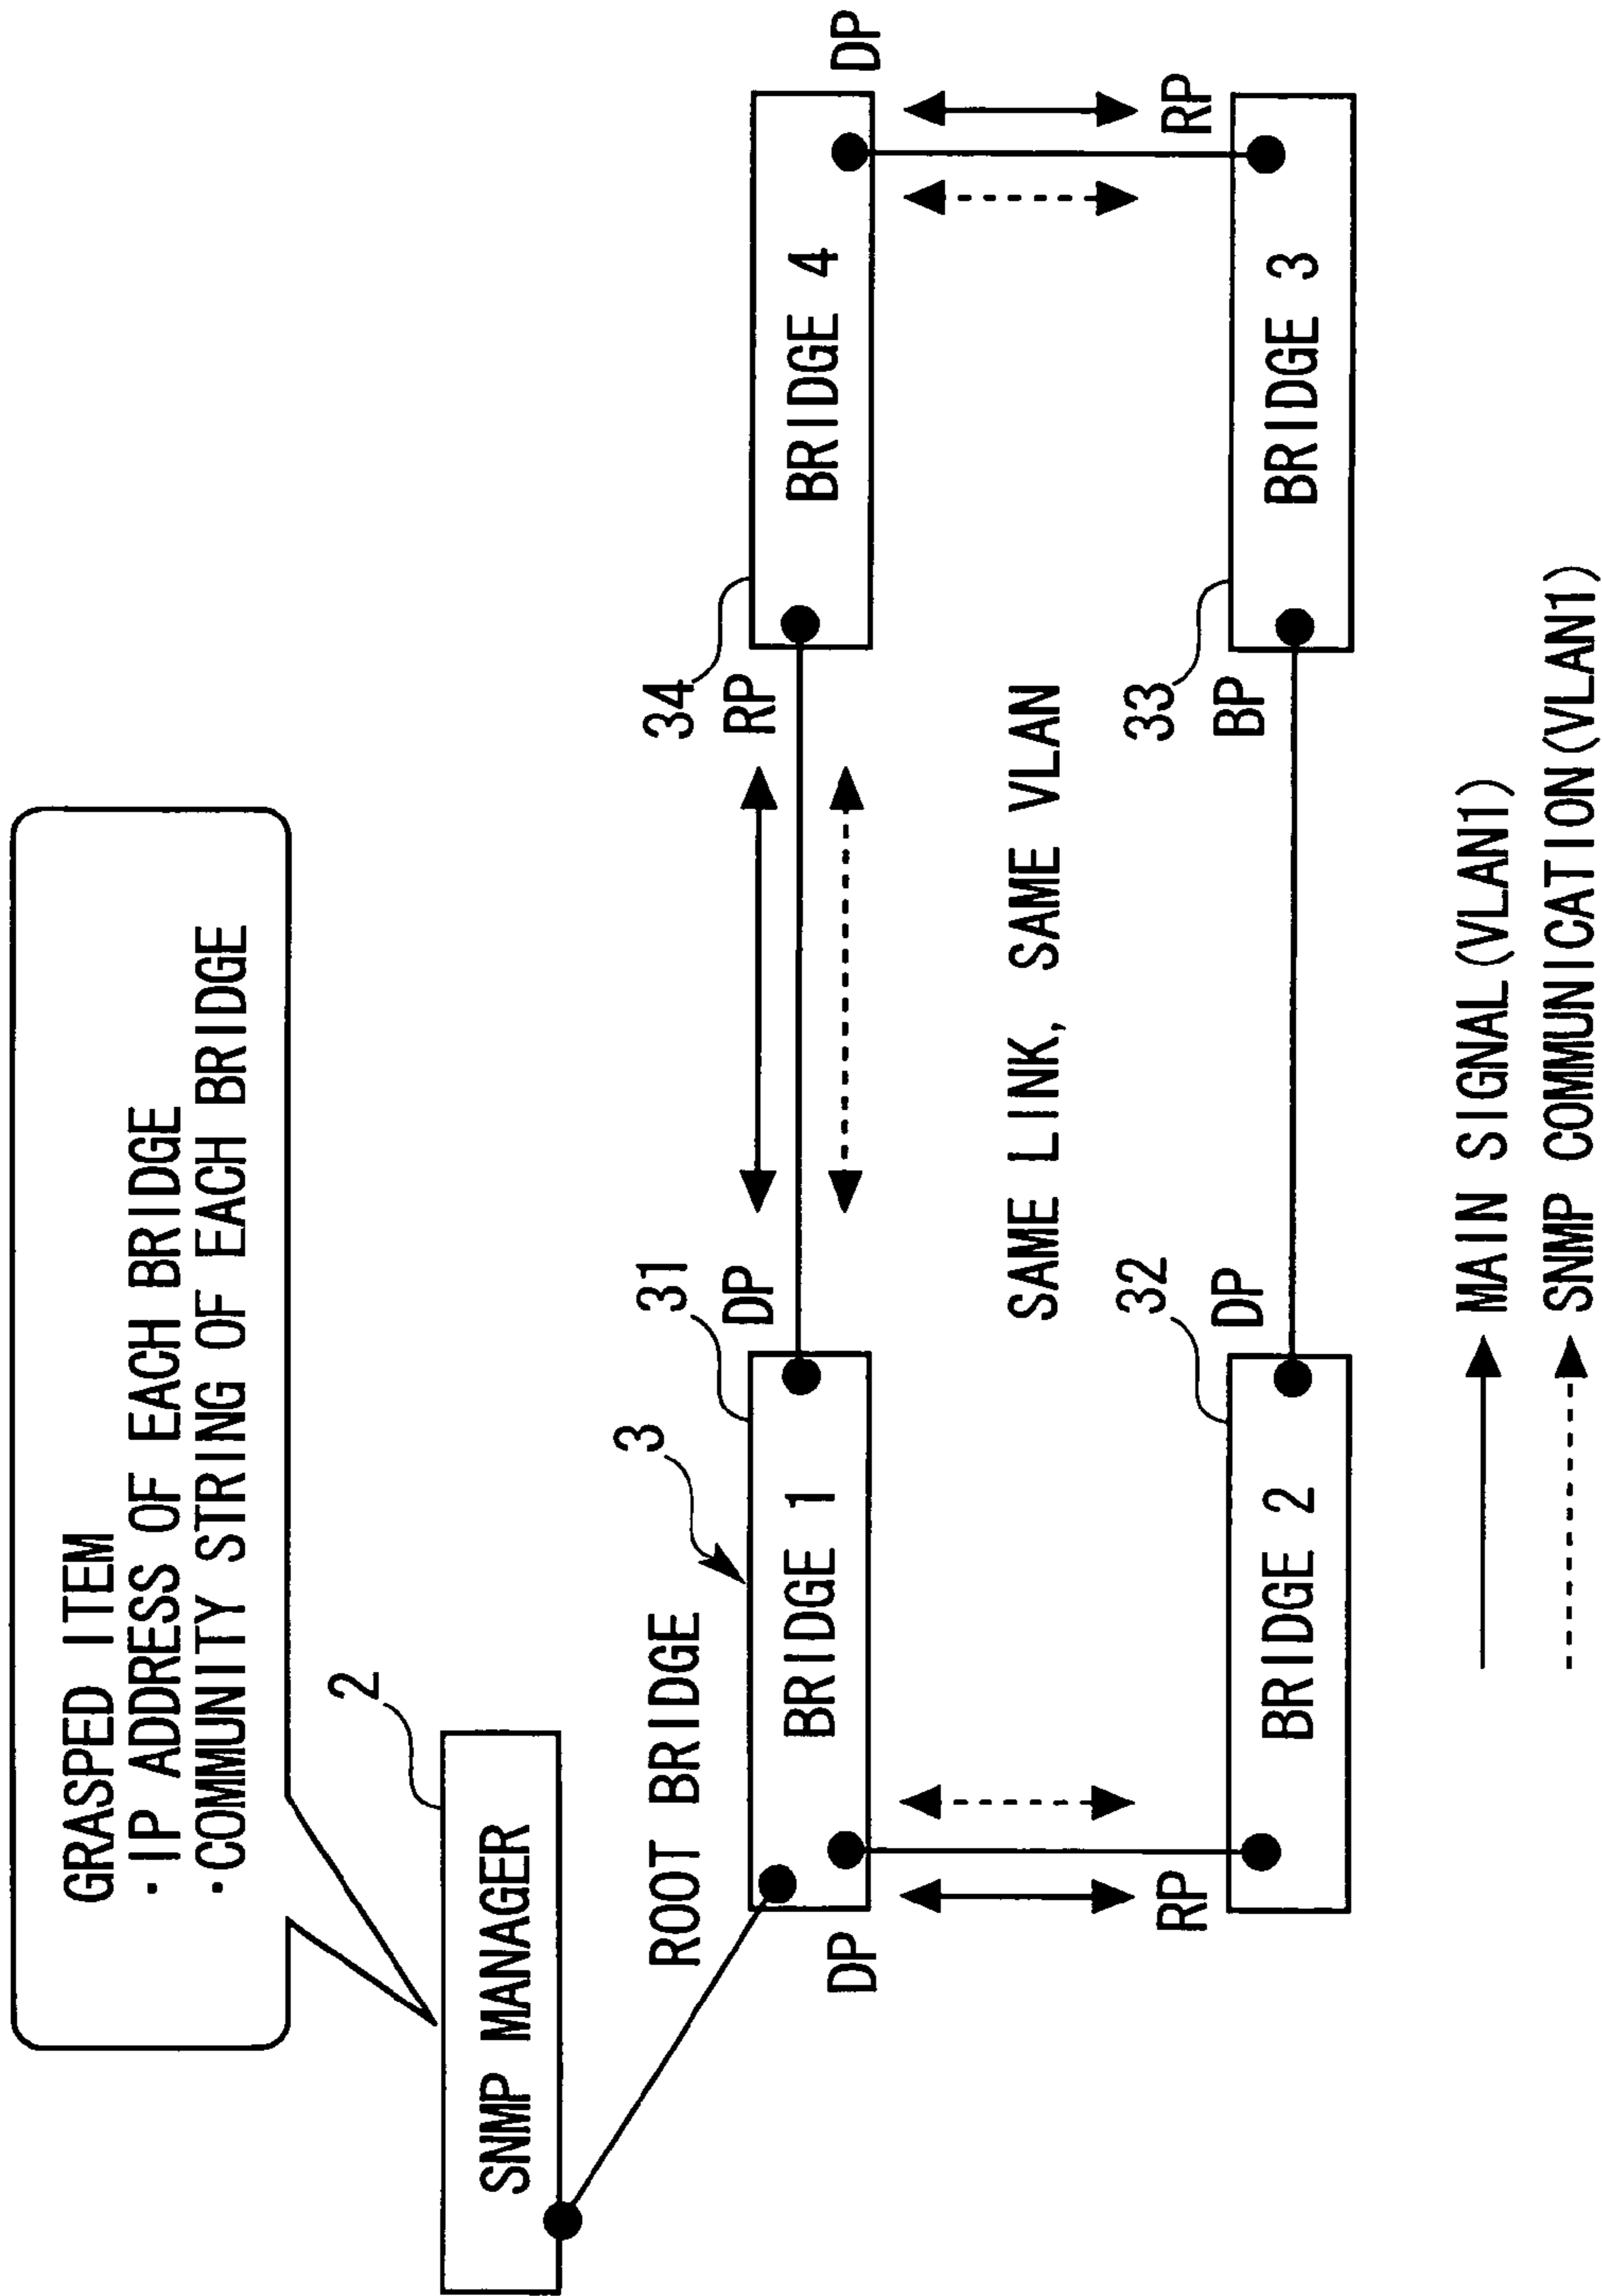 GRASPED ITEM
·IP ADDRESS OF EACH BRIDGE
·COMMUNITY STRING OF EACH BRIDGE
2
SNMP MANAGER
ROOT BRIDGE
3
31
DP
34
RP
BRIDGE 1
BRIDGE 4
DP
DP
SAME LINK, SAME VLAN
RP
RP
32
DP
33
BP
BRIDGE 2
BRIDGE 3
MAIN SIGNAL(VLAN1)
SNMP COMMUNICATION(VLAN1)